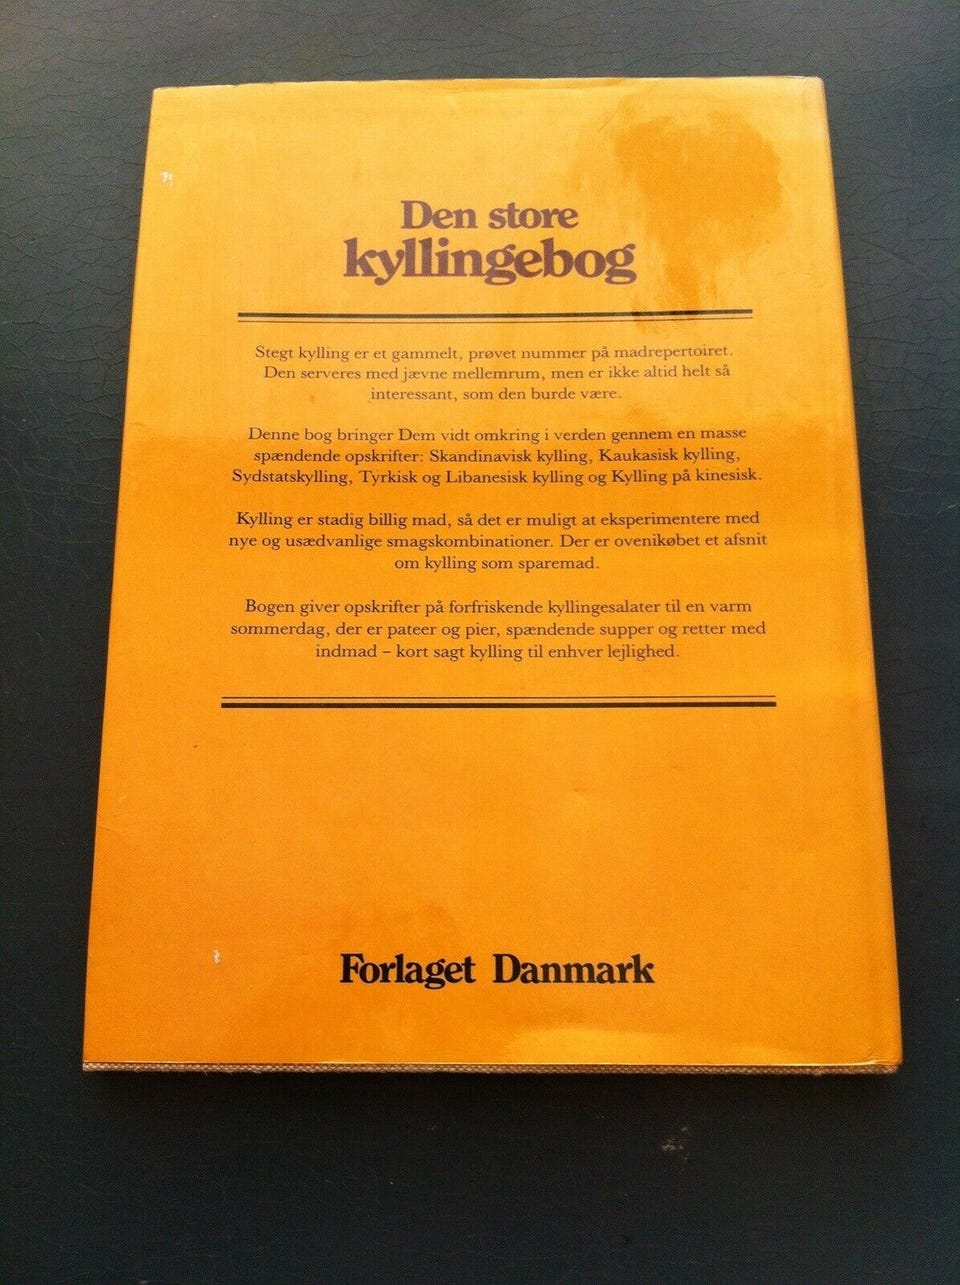 Den store
kyllingebog
Stegt kylling er et gammelt, prøvet nummer på madrepertoiret.
Den serveres med jævne mellemrum, men er ikke altid helt så
interessant, som den burde være.
Denne bog bringer Dem vidt omkring i verden gennem en masse
spændende opskrifter: Skandinavisk kylling, Kaukasisk kylling,
Sydstatskylling, Tyrkisk og Libanesisk kylling og Kylling på kinesisk.
Kylling er stadig billig mad, så det er muligt at eksperimentere med
nye og usædvanlige smagskombinationer. Der er ovenikøbet et afsnit
om kylling som sparemad.
Bogen giver opskrifter på forfriskende kyllingesalater til en varm
sommerdag, der er pateer og pier, spændende supper og retter med
indmad – kort sagt kylling til enhver lejlighed.
Forlaget Danmark